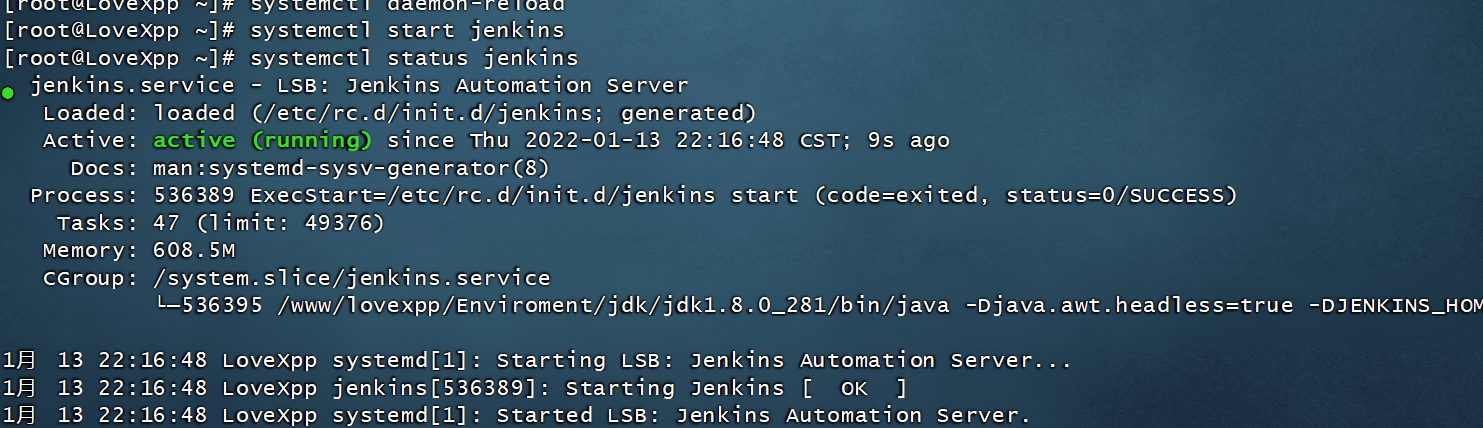 [root@LoveXpp ~]# systemctl daemon-reload
[root@LoveXpp ~]# systemctl start jenkins
[root@LoveXpp ~]# systemctl status jenkins
● jenkins.service - LSB: Jenkins Automation Server
   Loaded: loaded (/etc/rc.d/init.d/jenkins; generated)
   Active: active (running) since Thu 2022-01-13 22:16:48 CST; 9s ago
     Docs: man:systemd-sysv-generator(8)
  Process: 536389 ExecStart=/etc/rc.d/init.d/jenkins start (code=exited, status=0/SUCCESS)
    Tasks: 47 (limit: 49376)
   Memory: 608.5M
   CGroup: /system.slice/jenkins.service
           └─536395 /www/lovexpp/Enviroment/jdk/jdk1.8.0_281/bin/java -Djava.awt.headless=true -DJENKINS_HOM
1月 13 22:16:48 LoveXpp systemd[1]: Starting LSB: Jenkins Automation Server...
1月 13 22:16:48 LoveXpp jenkins[536389]: Starting Jenkins [  OK  ]
1月 13 22:16:48 LoveXpp systemd[1]: Started LSB: Jenkins Automation Server.